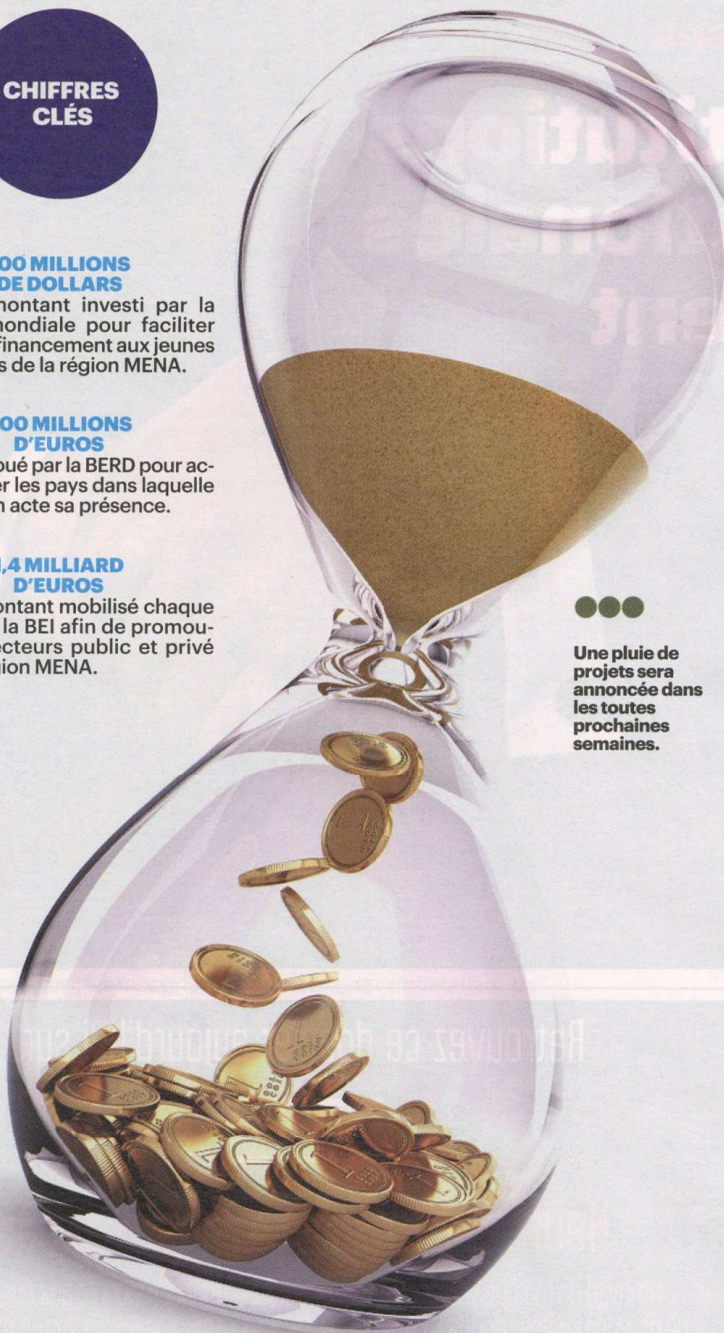 CHIFFRES
CLÉS
00 MILLIONS
DE DOLLARS
montant investi par la
mondiale pour faciliter
financement aux jeunes
s de la région MENA.
00 MILLIONS
D'EUROS
oué par la BERD pour ac-
er les pays dans laquelle
n acte sa présence.
1,4 MILLIARD
D'EUROS
ontant mobilisé chaque
la BEI afin de promou-
ecteurs public et privé
gion MENA.
Une pluie de
projets sera
annoncée dans
les toutes
prochaines
semaines.